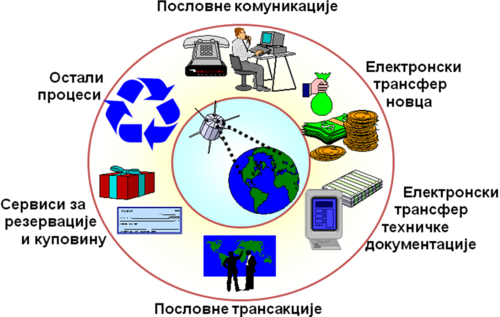 Пословне комуникације
Електронски
трансфер
новца
Електронски
трансфер
техничке
документације
Пословне трансакције
Сервиси за
резервације
и куповину
Остали
процеси